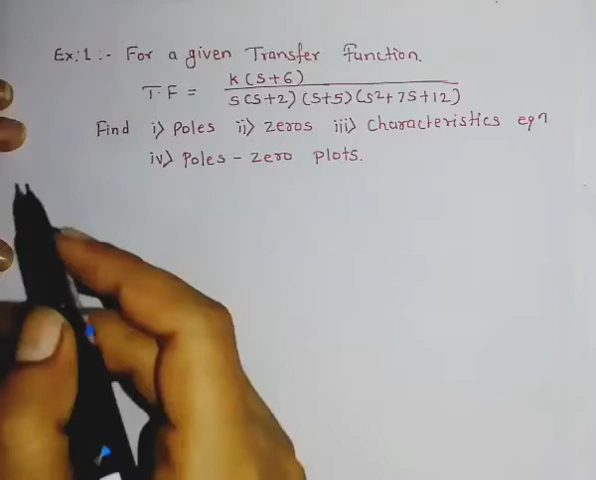 Ex:1:- For a given Transfer Function.
T.F = K(S+6) / S(S+2)(S+5)(S²+7S+12)
Find i) Poles ii) Zeros iii) Characteristics eqn
iv) Poles - Zero plots.